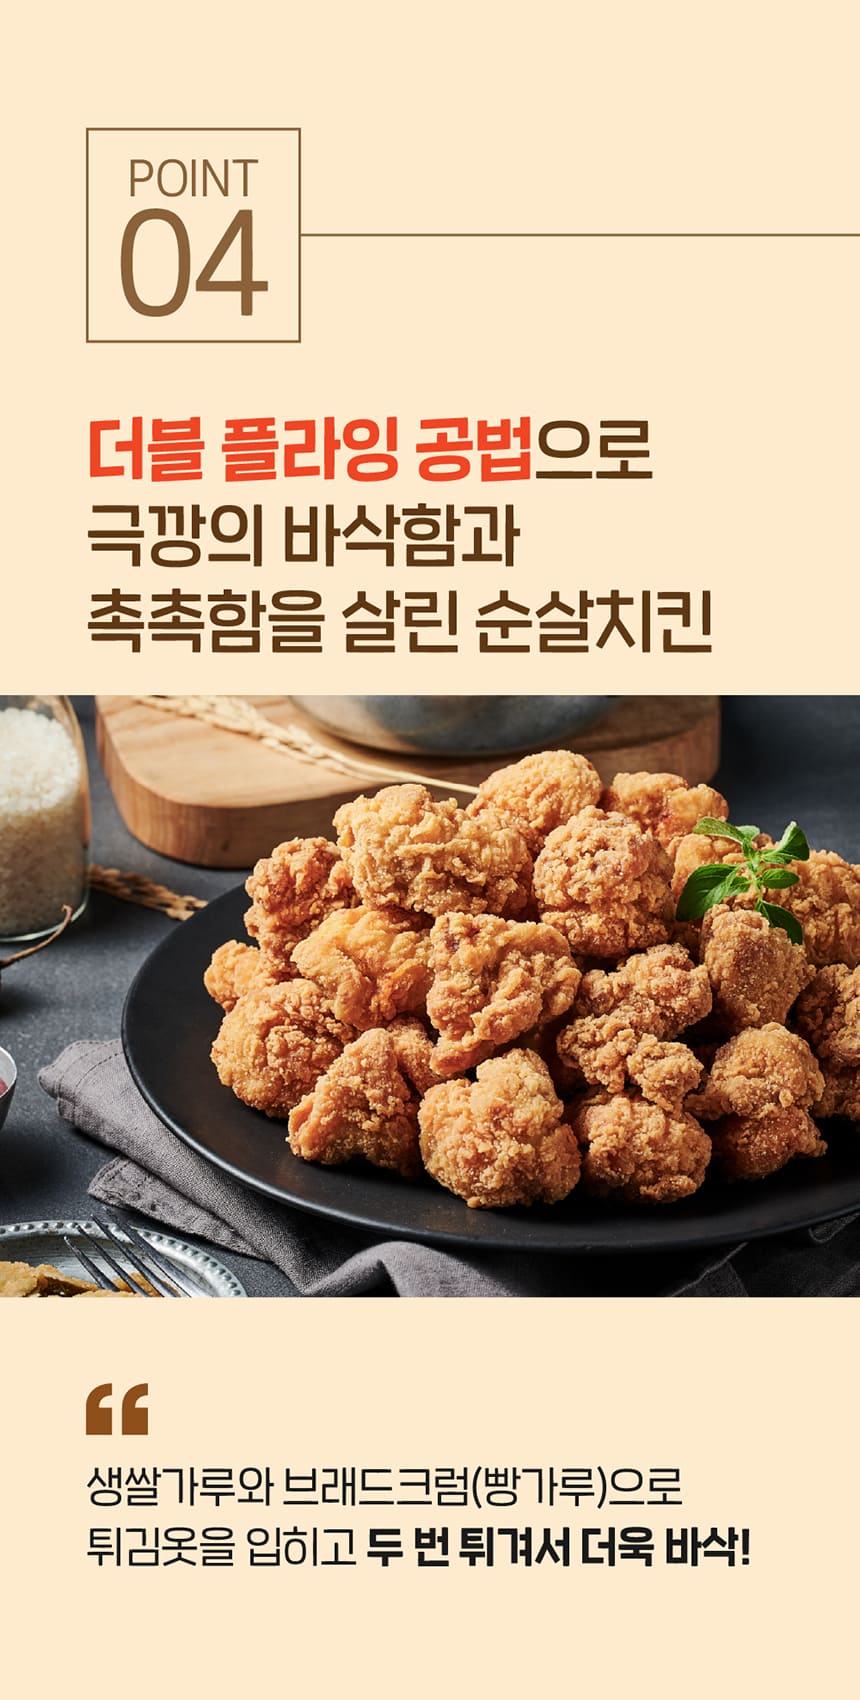 POINT
04
더블 플라잉 공법으로
극깡의 바삭함과
촉촉함을 살린 순살치킨
“
생쌀가루와 브래드크럼(빵가루)으로
튀김옷을 입히고 두 번 튀겨서 더욱 바삭!